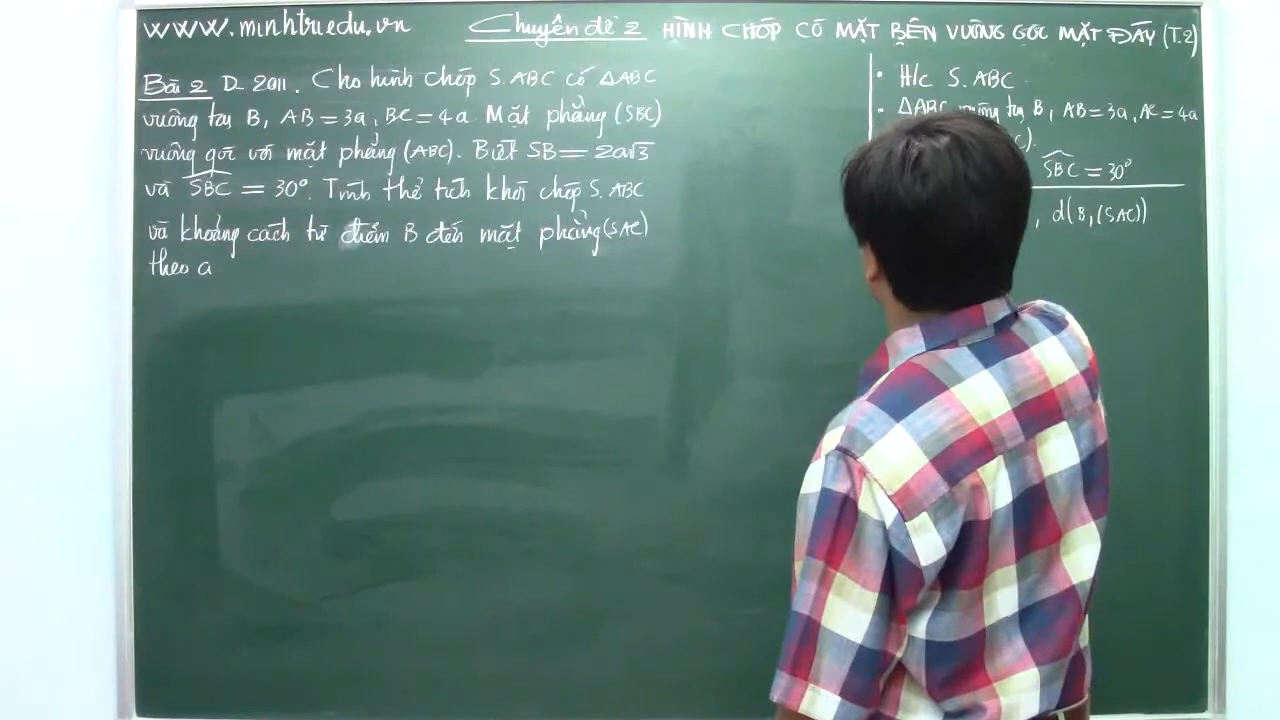 www.minhtriedu.vn
Chuyên đề 2 HÌNH CHÓP CÓ MẶT BÊN VUÔNG GÓC MẶT ĐÁY (T.2)
Bài 2 D 2011. Cho hình chóp S.ABC có ΔABC
vuông tại B, AB = 3a, BC = 4a. Mặt phẳng (SBC)
vuông góc với mặt phẳng (ABC). Biết SB = 2a√3
và SBC = 30°. Tính thể tích khối chóp S.ABC
và khoảng cách từ điểm B đến mặt phẳng (SAC)
theo a
• H/c S.ABC
• ΔABC vuông tại B, AB = 3a, AC = 4a
C).
SBC = 30°
, d(B,(SAC))